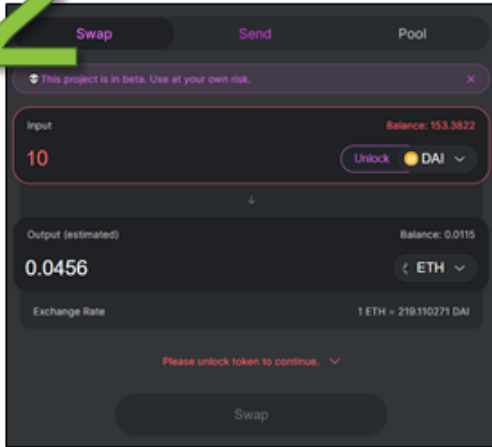 2
Swap Send Pool
💀 This project is in beta. Use at your own risk. ×
Input Balance: 153.3822
10 Unlock DAI
Output (estimated) Balance: 0.0115
0.0456 ETH
Exchange Rate 1 ETH = 219.110271 DAI
Please unlock token to continue.
Swap